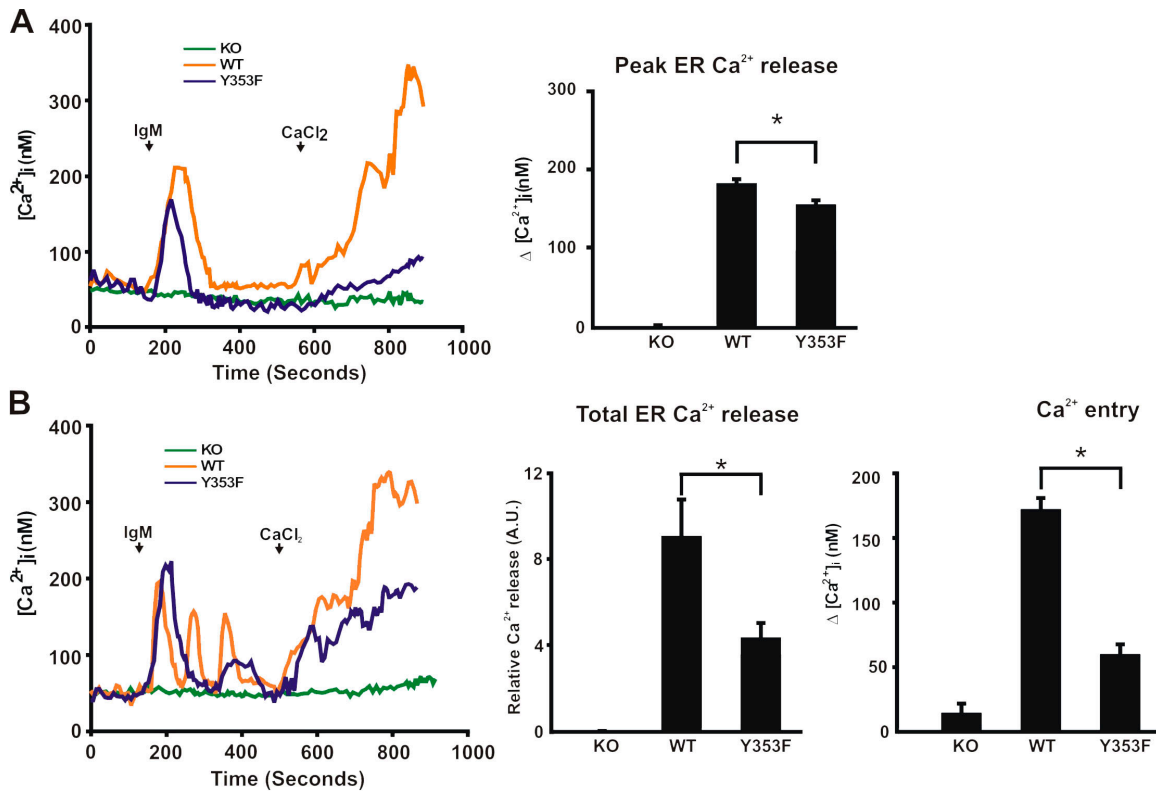 A
400
300
200
100
0
[Ca²⁺]i (nM)
KO
WT
Y353F
IgM
CaCl₂
0 200 400 600 800 1000
Time (Seconds)
Peak ER Ca²⁺ release
300
200
100
0
Δ [Ca²⁺]i(nM)
*
KO WT Y353F
B
400
300
200
100
0
[Ca²⁺]i (nM)
KO
WT
Y353F
IgM
CaCl₂
0 200 400 600 800 1000
Time (Seconds)
Total ER Ca²⁺ release
12
8
4
0
Relative Ca²⁺ release (A.U.)
*
KO WT Y353F
Ca²⁺ entry
200
150
100
50
0
Δ [Ca²⁺]i (nM)
*
KO WT Y353F